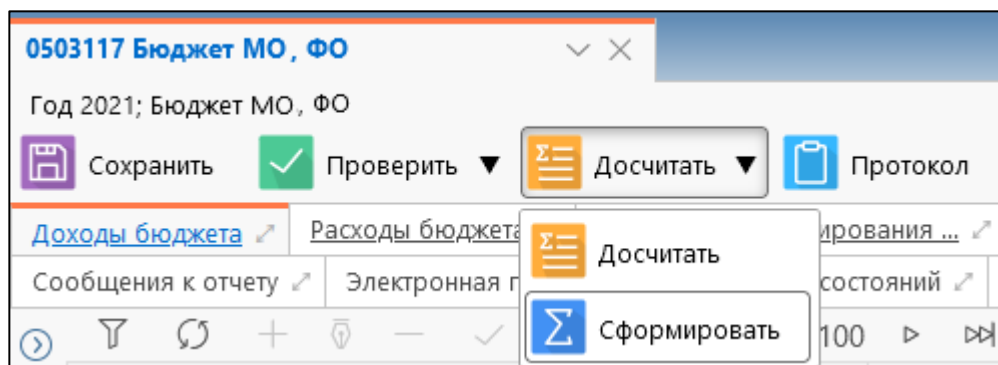 0503117 Бюджет МО, ФО
Год 2021; Бюджет МО, ФО
Сохранить Проверить ▼ Досчитать ▼ Протокол
Доходы бюджета Расходы бюджета
Досчитать
Сообщения к отчету Электронная состояний
Сформировать 100